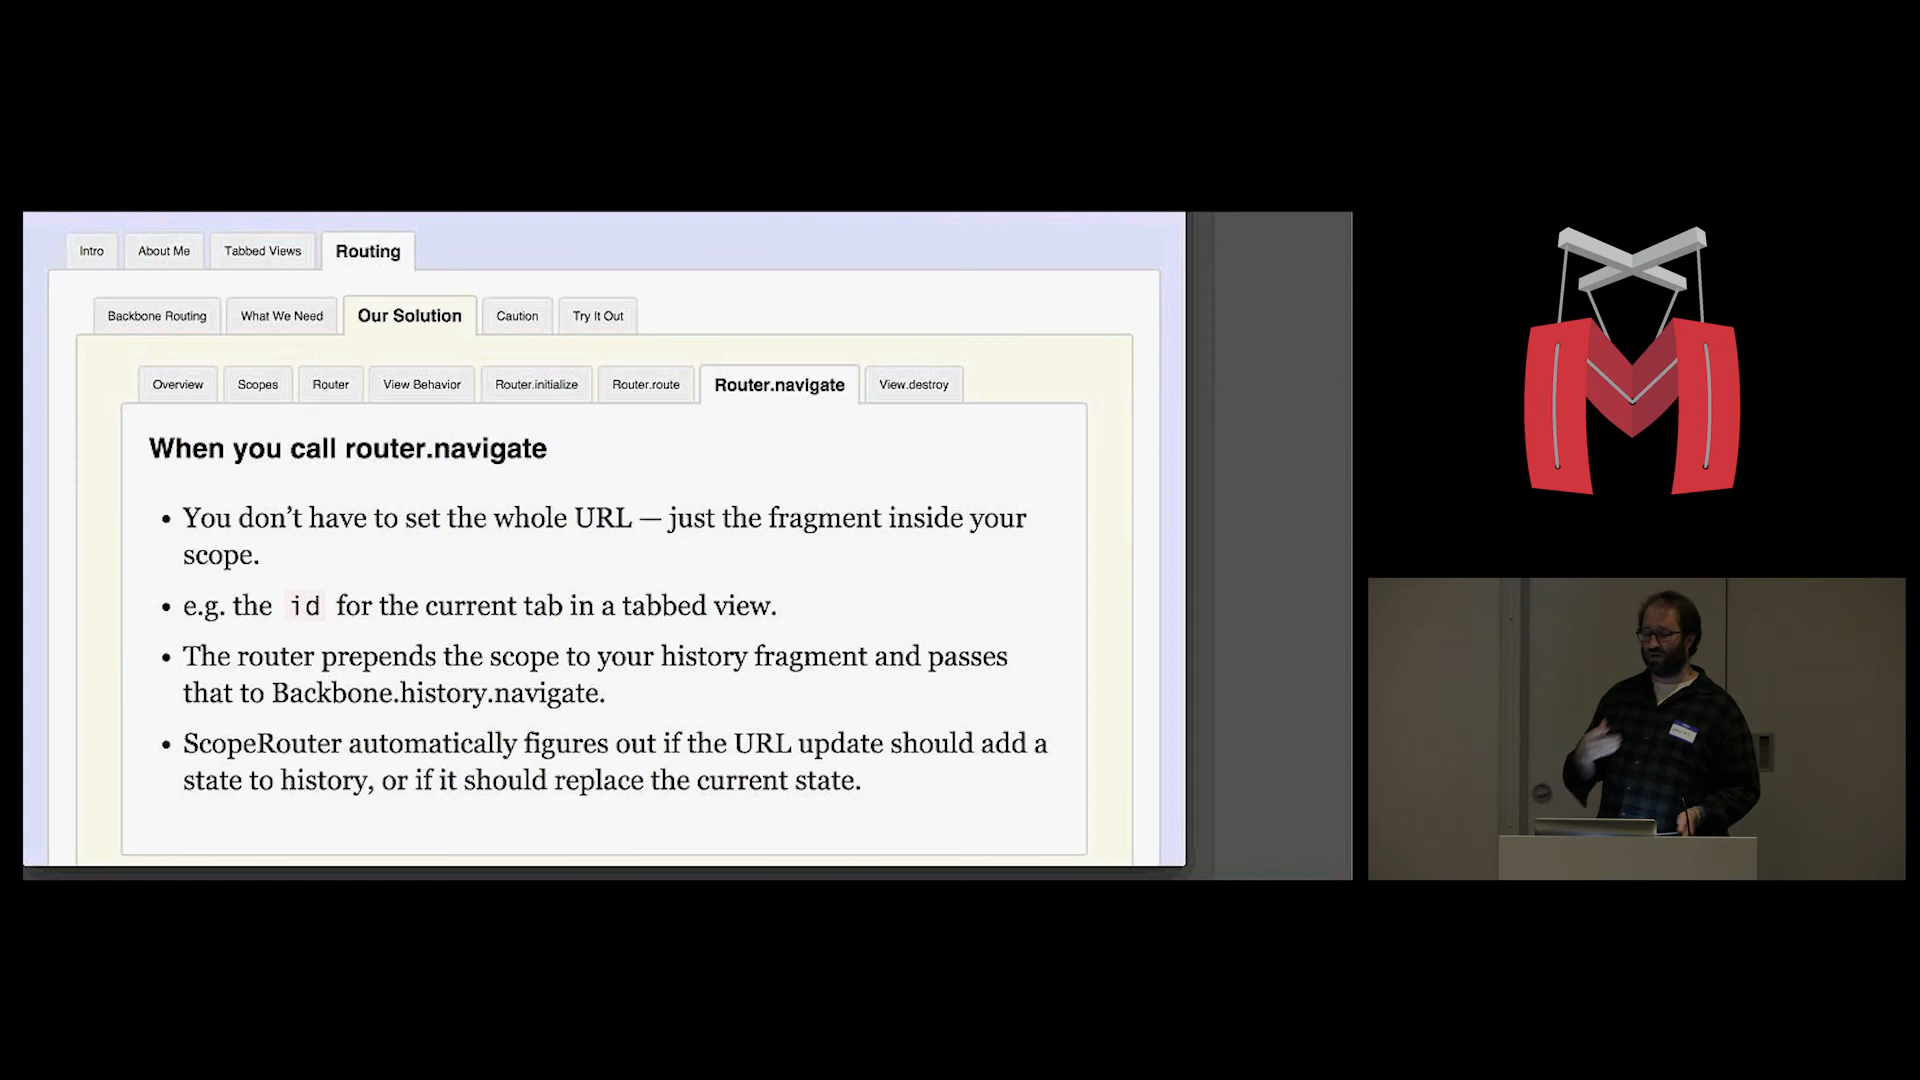 Intro About Me Tabbed Views Routing
Backbone Routing What We Need Our Solution Caution Try It Out
Overview Scopes Router View Behavior Router.initialize Router.route Router.navigate View.destroy
When you call router.navigate
• You don’t have to set the whole URL — just the fragment inside your
scope.
• e.g. the id for the current tab in a tabbed view.
• The router prepends the scope to your history fragment and passes
that to Backbone.history.navigate.
• ScopeRouter automatically figures out if the URL update should add a
state to history, or if it should replace the current state.